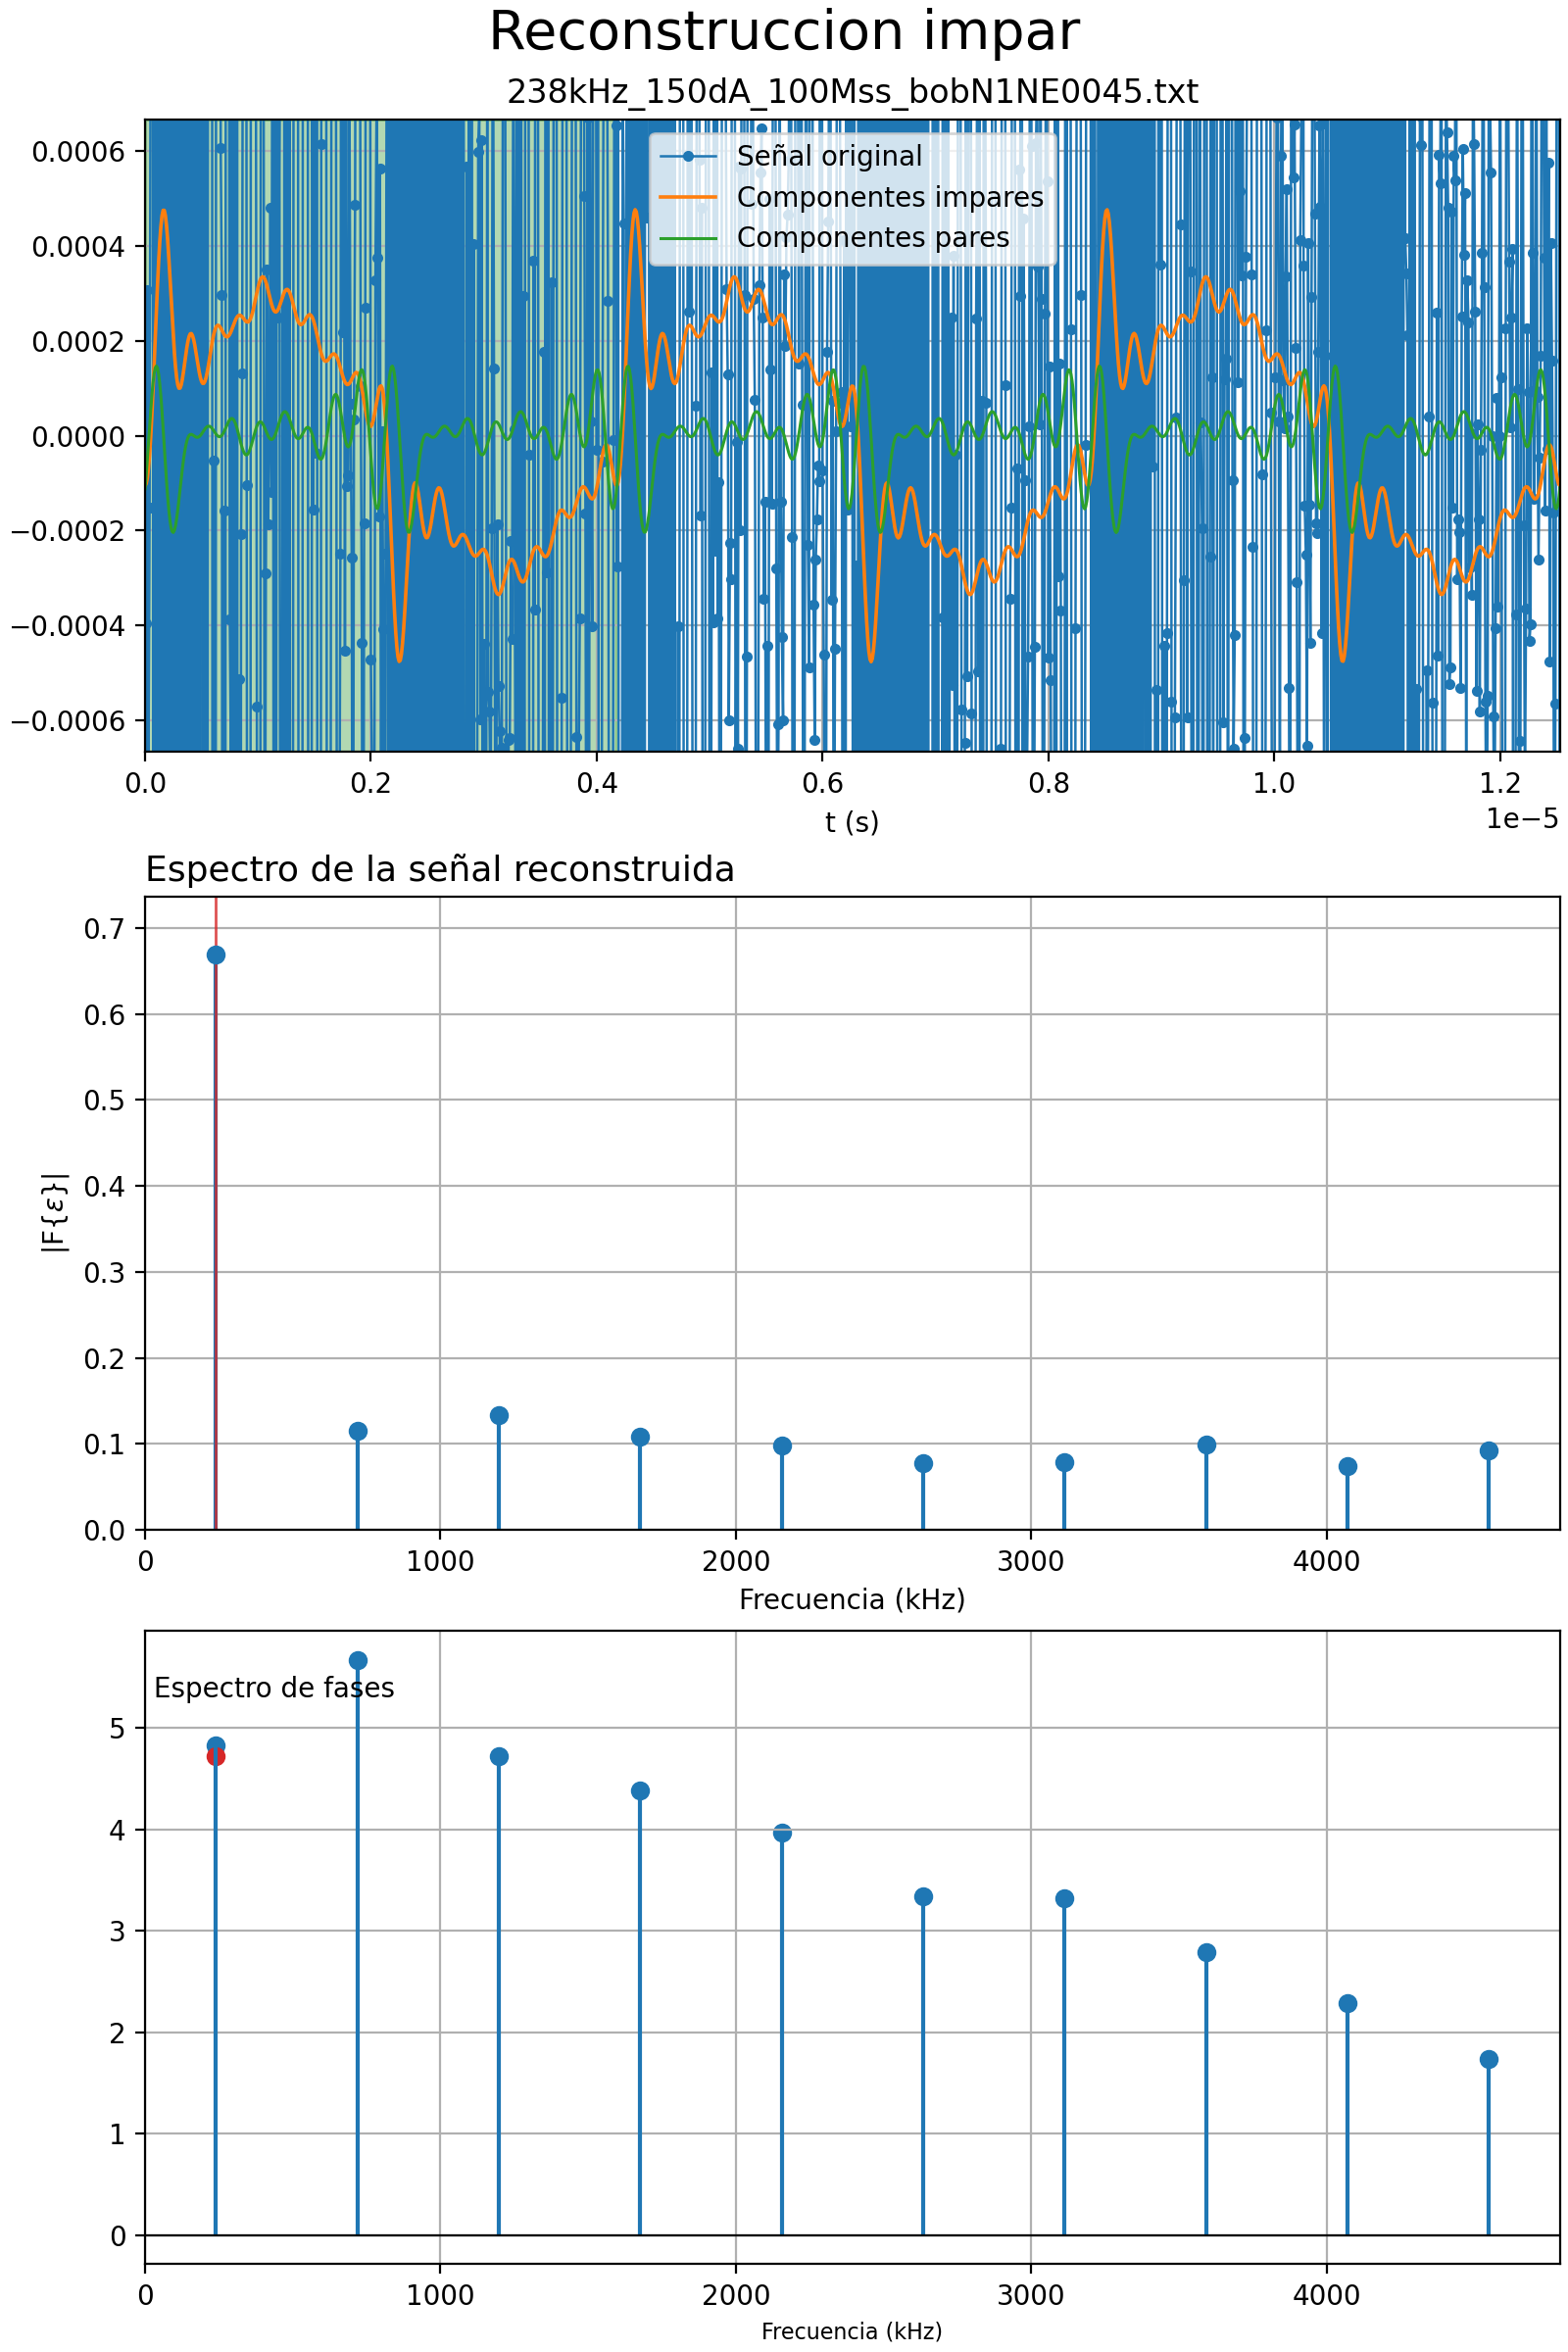 Reconstruccion impar
238kHz_150dA_100Mss_bobN1NE0045.txt
0.0006
0.0004
0.0002
0.0000
−0.0002
−0.0004
−0.0006
Señal original
Componentes impares
Componentes pares
0.0 0.2 0.4 0.6 0.8 1.0 1.2
1e−5
t (s)
Espectro de la señal reconstruida
0.7
0.6
0.5
0.4
0.3
0.2
0.1
0.0
|F{ε}|
0 1000 2000 3000 4000
Frecuencia (kHz)
Espectro de fases
5
4
3
2
1
0
0 1000 2000 3000 4000
Frecuencia (kHz)